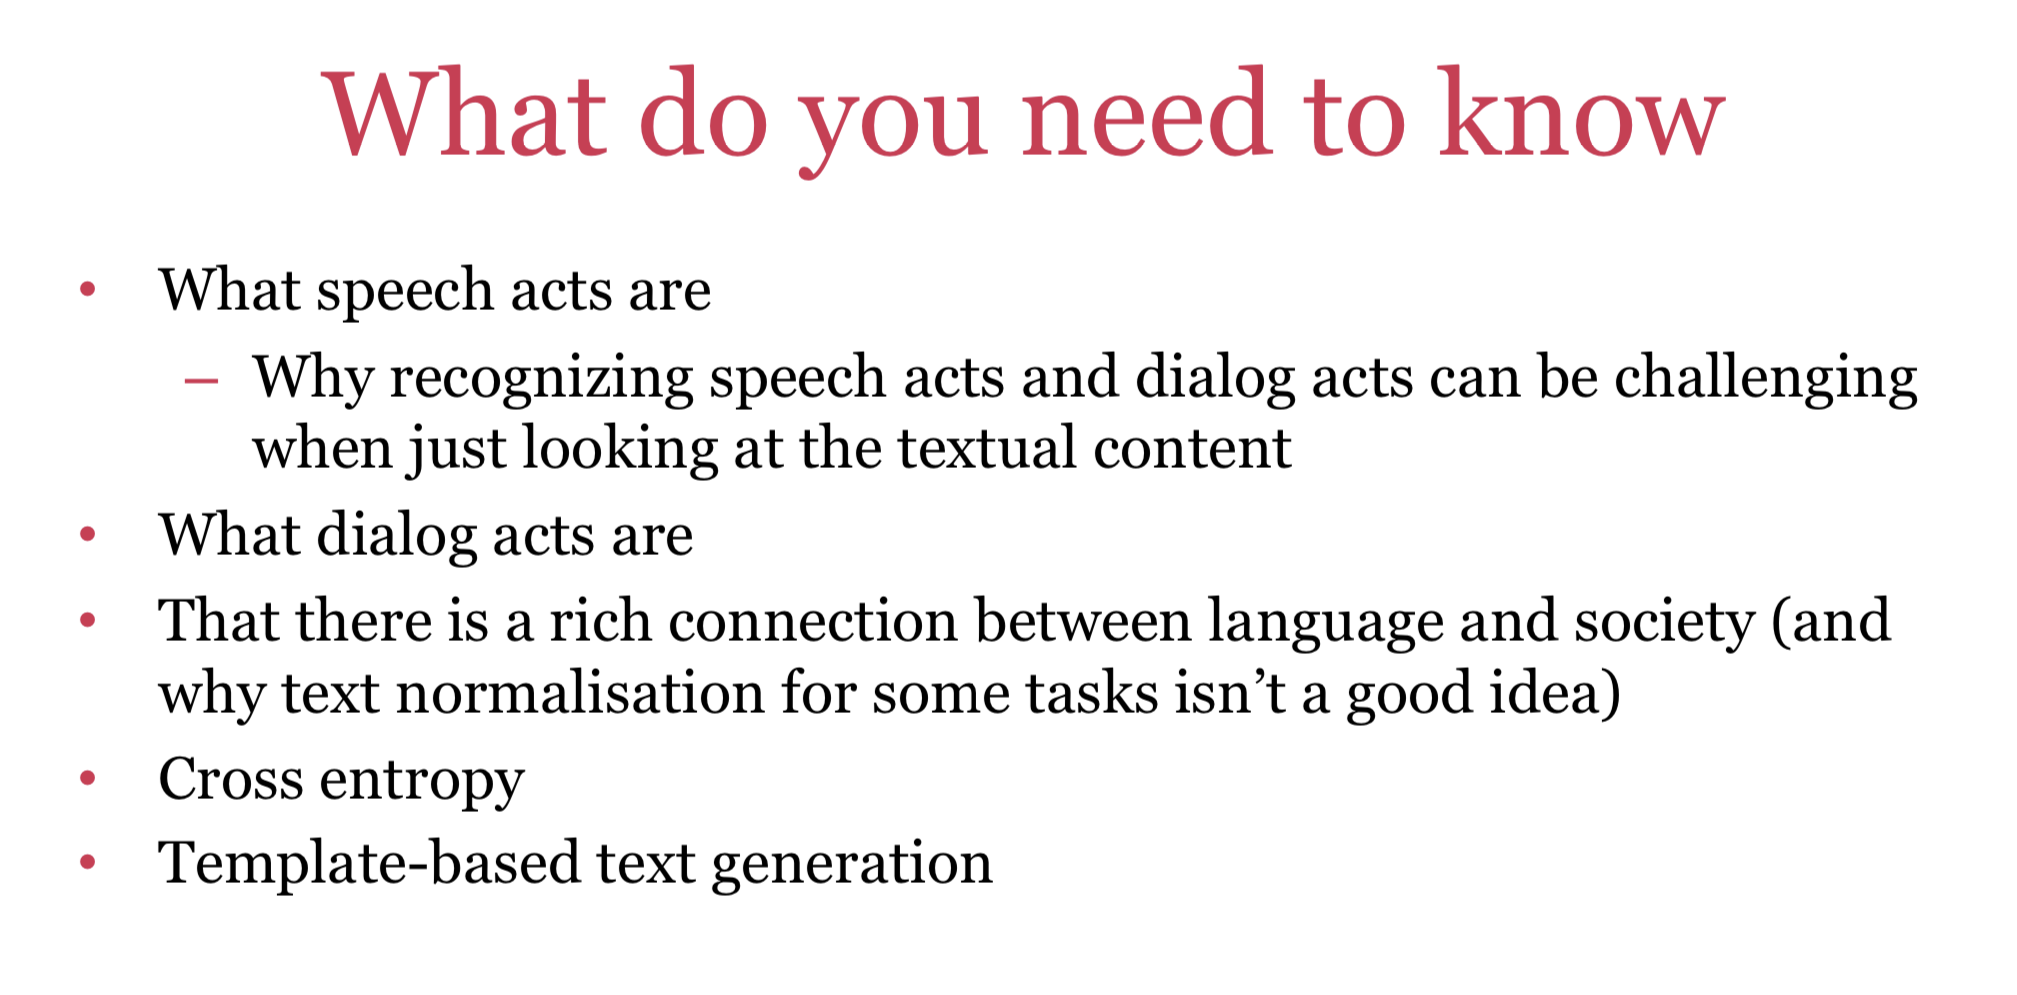 What do you need to know
• What speech acts are
– Why recognizing speech acts and dialog acts can be challenging
when just looking at the textual content
• What dialog acts are
• That there is a rich connection between language and society (and
why text normalisation for some tasks isn’t a good idea)
• Cross entropy
• Template-based text generation